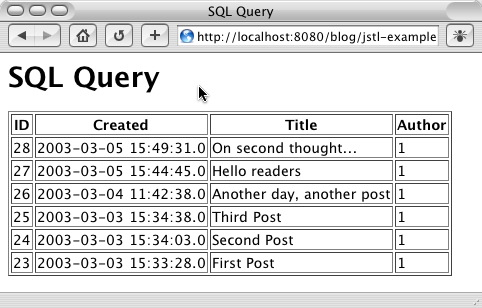 SQL Query
http://localhost:8080/blog/jstl-example
SQL Query
ID Created Title Author
28 2003-03-05 15:49:31.0 On second thought... 1
27 2003-03-05 15:44:45.0 Hello readers 1
26 2003-03-04 11:42:38.0 Another day, another post 1
25 2003-03-03 15:34:38.0 Third Post 1
24 2003-03-03 15:34:03.0 Second Post 1
23 2003-03-03 15:33:28.0 First Post 1